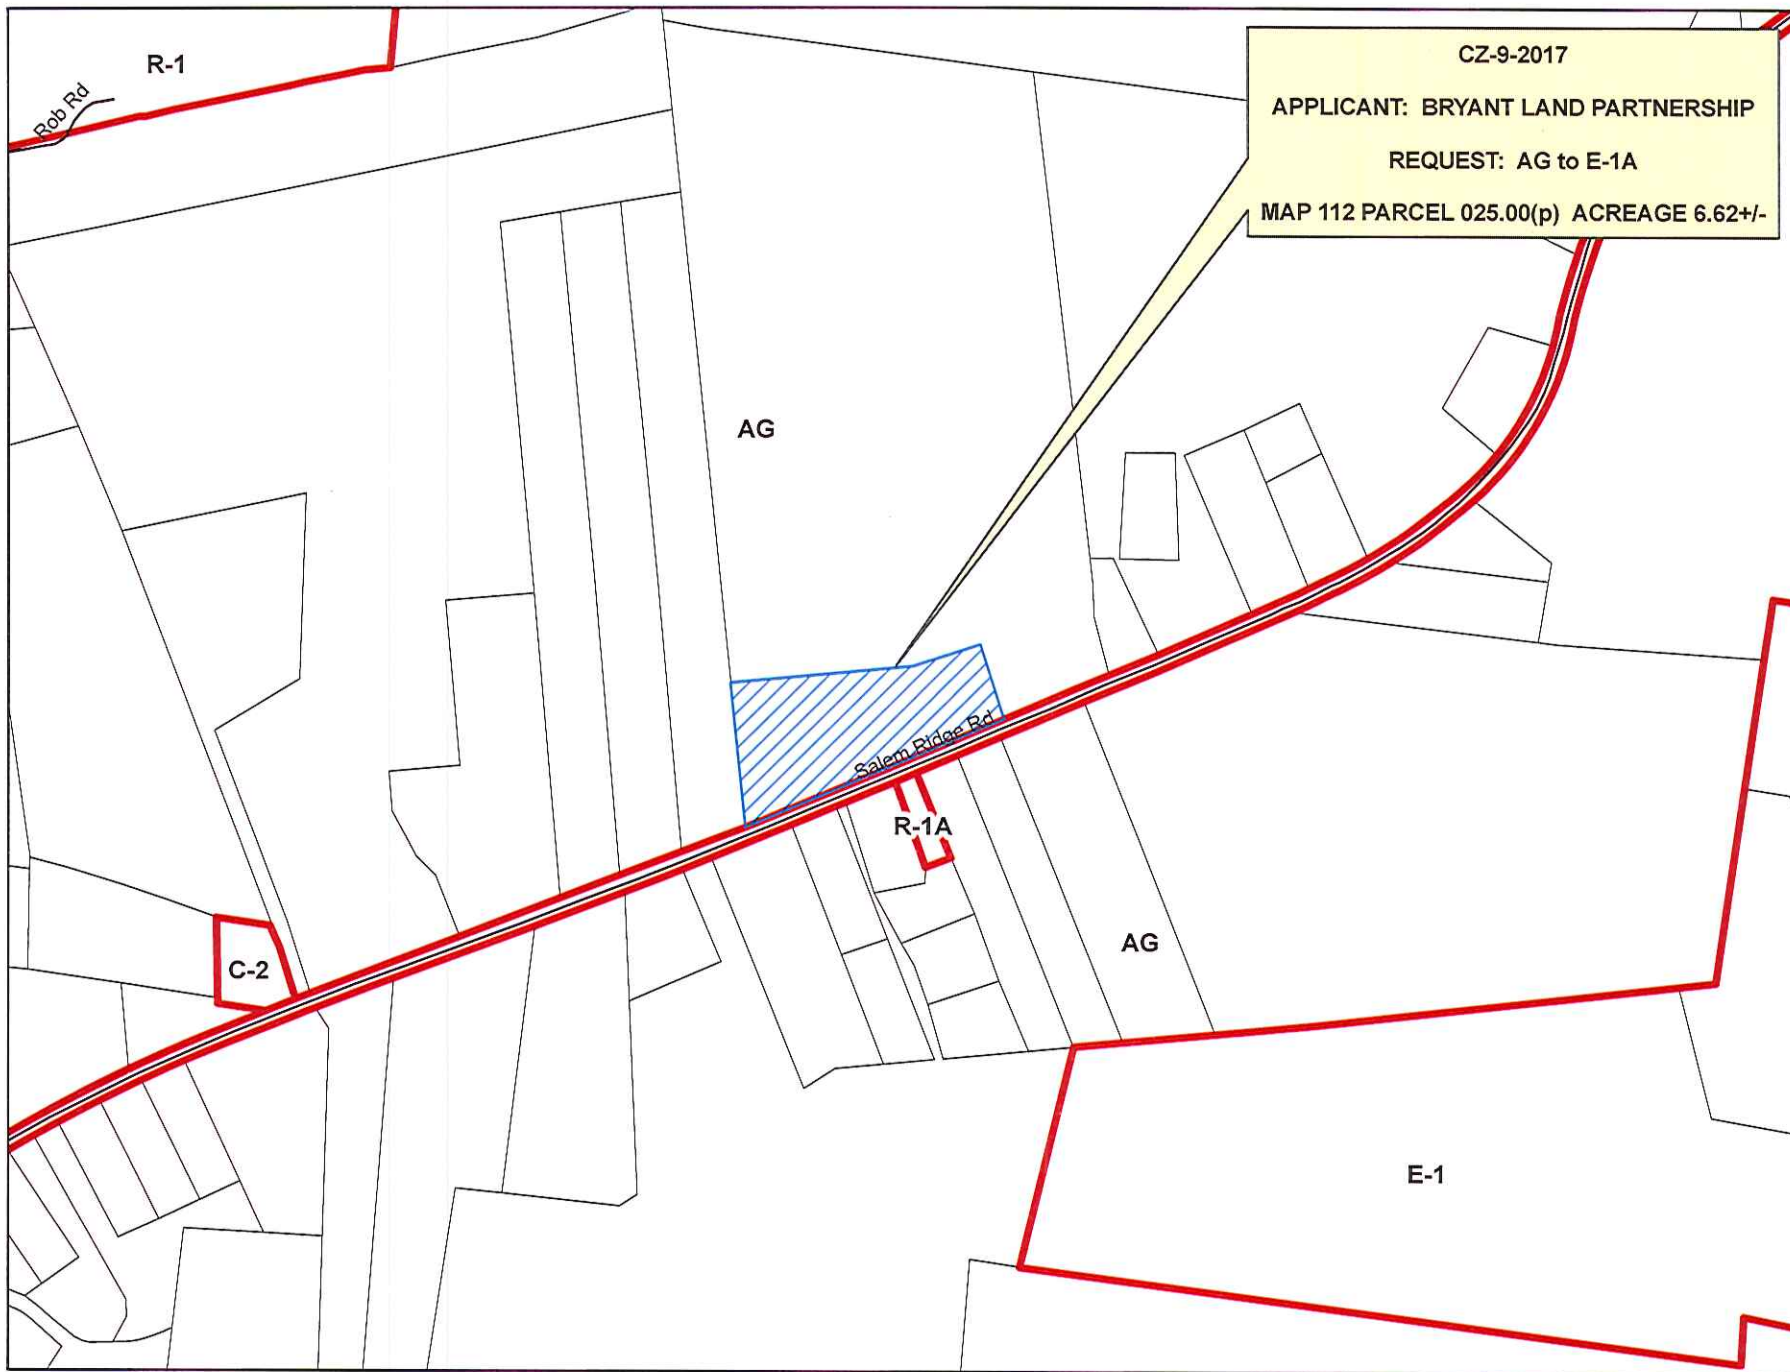 R-1
Rob Rd
CZ-9-2017
APPLICANT: BRYANT LAND PARTNERSHIP
REQUEST: AG to E-1A
MAP 112 PARCEL 025.00(p) ACREAGE 6.62+/-
AG
Salem Ridge Rd
R-1A
AG
C-2
E-1